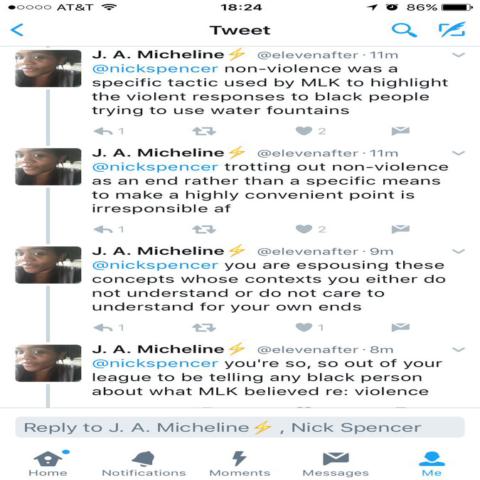 AT&T 18:24 86%
Tweet
J. A. Micheline⚡ @elevenafter · 11m
@nickspencer non-violence was a
specific tactic used by MLK to highlight
the violent responses to black people
trying to use water fountains
1 2
J. A. Micheline⚡ @elevenafter · 11m
@nickspencer trotting out non-violence
as an end rather than a specific means
to make a highly convenient point is
irresponsible af
1 2
J. A. Micheline⚡ @elevenafter · 9m
@nickspencer you are espousing these
concepts whose contexts you either do
not understand or do not care to
understand for your own ends
1 1
J. A. Micheline⚡ @elevenafter · 8m
@nickspencer you're so, so out of your
league to be telling any black person
about what MLK believed re: violence
Reply to J. A. Micheline⚡, Nick Spencer
Home Notifications Moments Messages Me